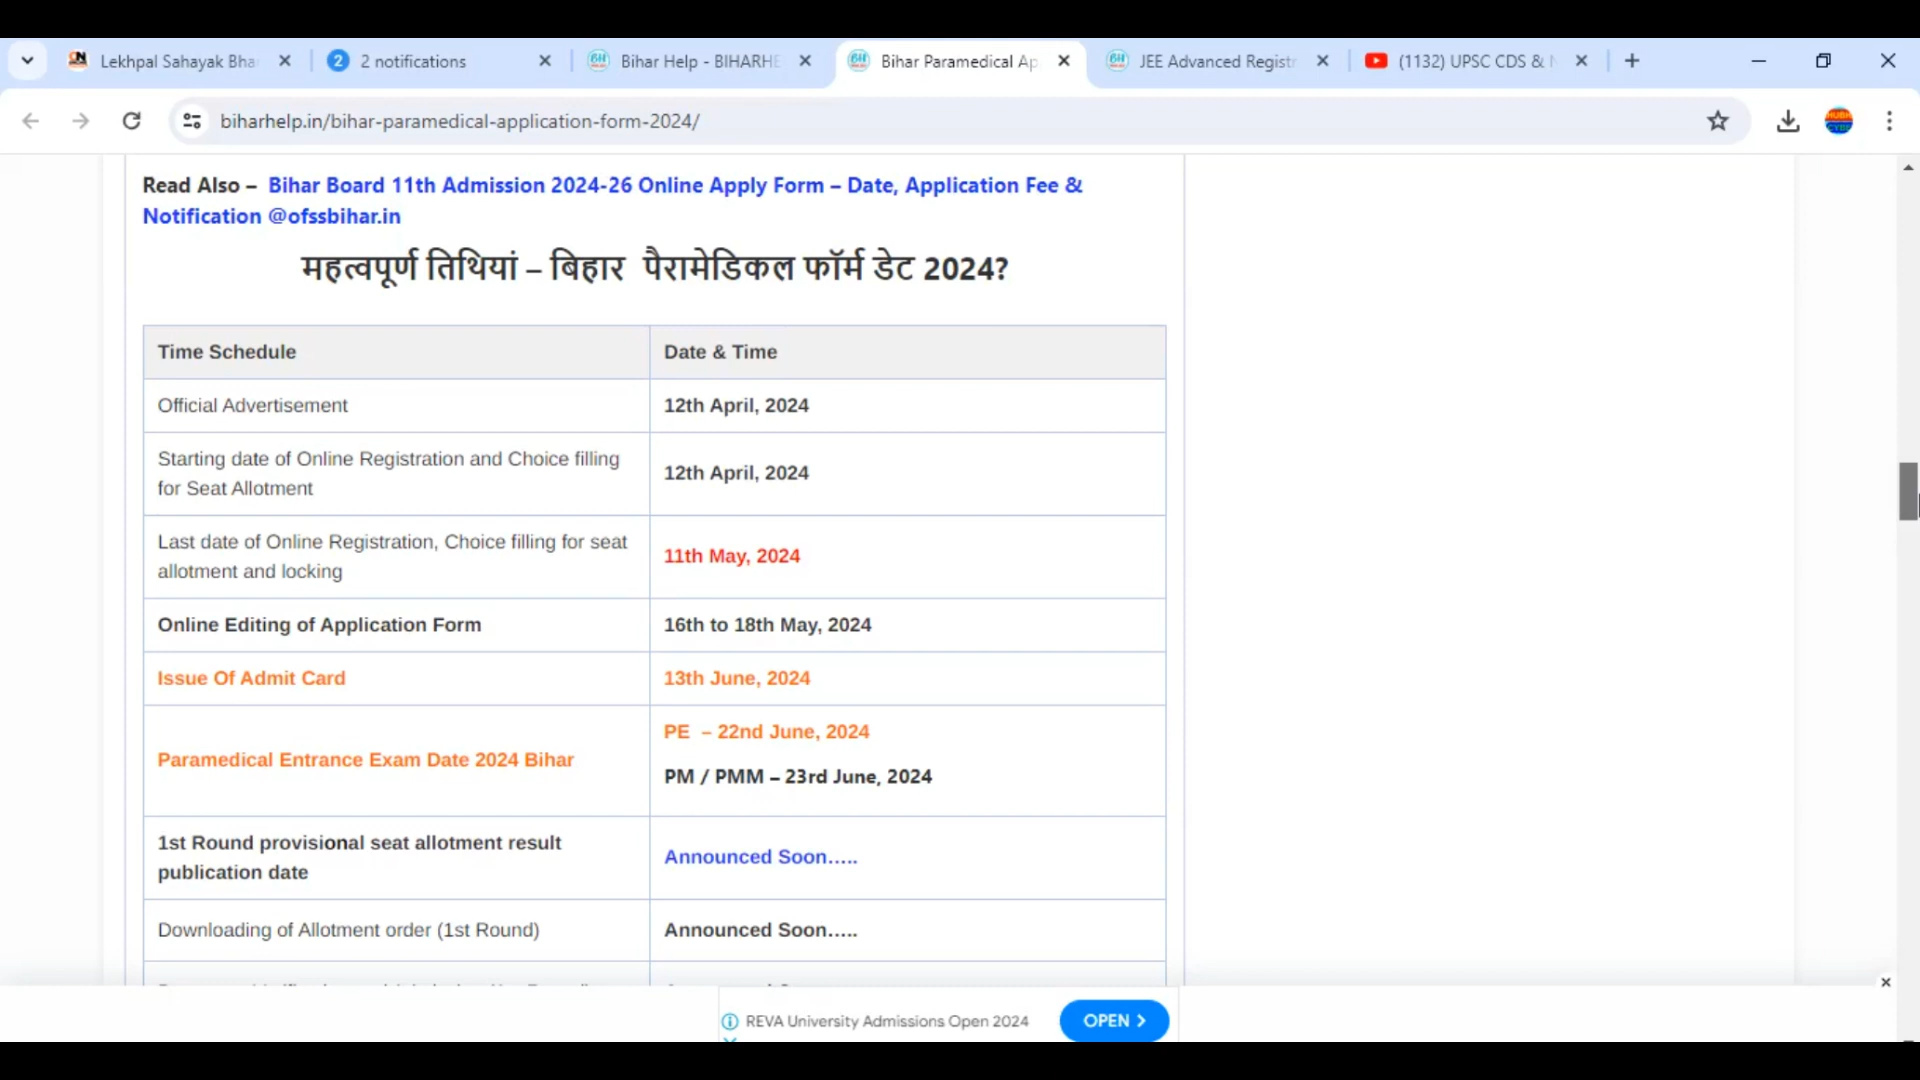 Lekhpal Sahayak Bha
2 2 notifications
Bihar Help - BIHARHE
Bihar Paramedical Ap
JEE Advanced Registr
(1132) UPSC CDS &
biharhelp.in/bihar-paramedical-application-form-2024/
Read Also – Bihar Board 11th Admission 2024-26 Online Apply Form – Date, Application Fee &
Notification @ofssbihar.in
महत्वपूर्ण तिथियां – बिहार पैरामेडिकल फॉर्म डेट 2024?
Time Schedule Date & Time
Official Advertisement 12th April, 2024
Starting date of Online Registration and Choice filling
for Seat Allotment
12th April, 2024
Last date of Online Registration, Choice filling for seat
allotment and locking
11th May, 2024
Online Editing of Application Form 16th to 18th May, 2024
Issue Of Admit Card 13th June, 2024
Paramedical Entrance Exam Date 2024 Bihar
PE – 22nd June, 2024
PM / PMM – 23rd June, 2024
1st Round provisional seat allotment result
publication date
Announced Soon…..
Downloading of Allotment order (1st Round) Announced Soon…..
REVA University Admissions Open 2024
OPEN